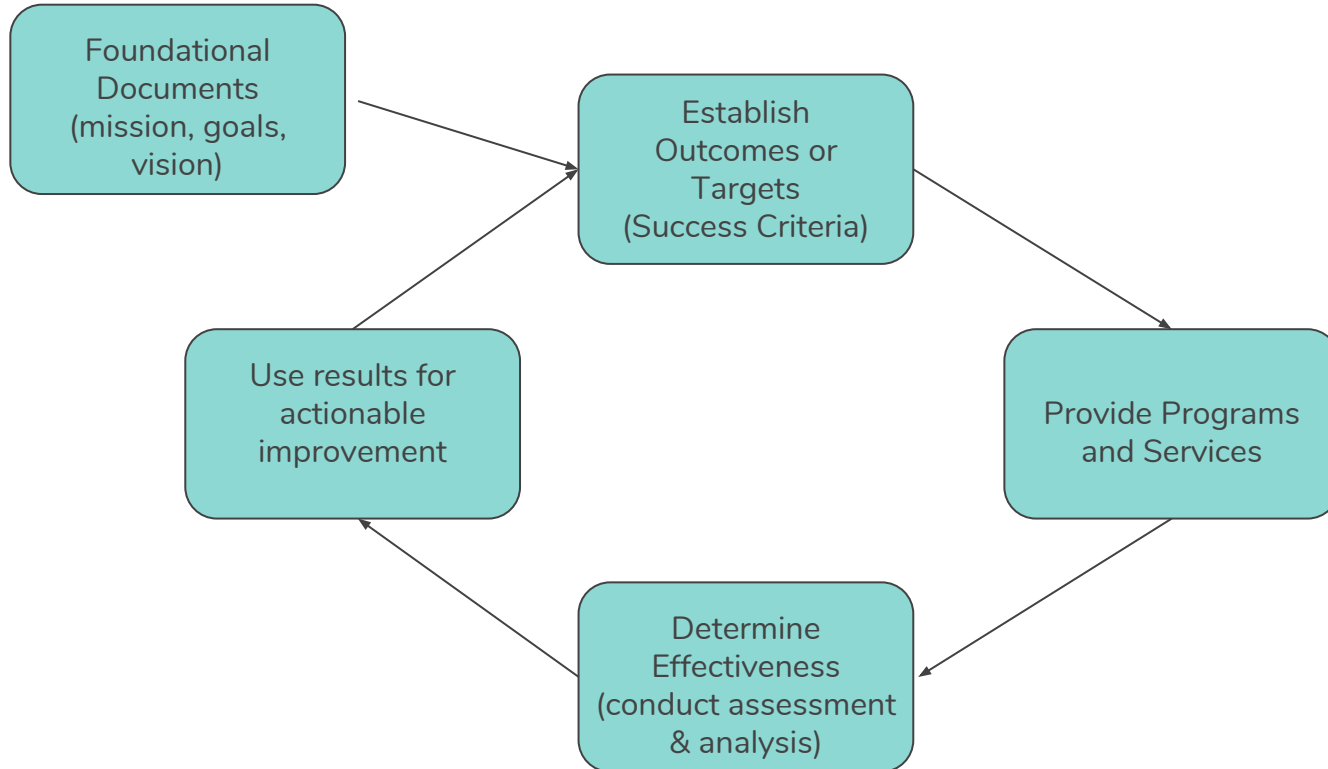 Foundational
Documents
(mission, goals,
vision)
Establish
Outcomes or
Targets
(Success Criteria)
Use results for
actionable
improvement
Provide Programs
and Services
Determine
Effectiveness
(conduct assessment
& analysis)